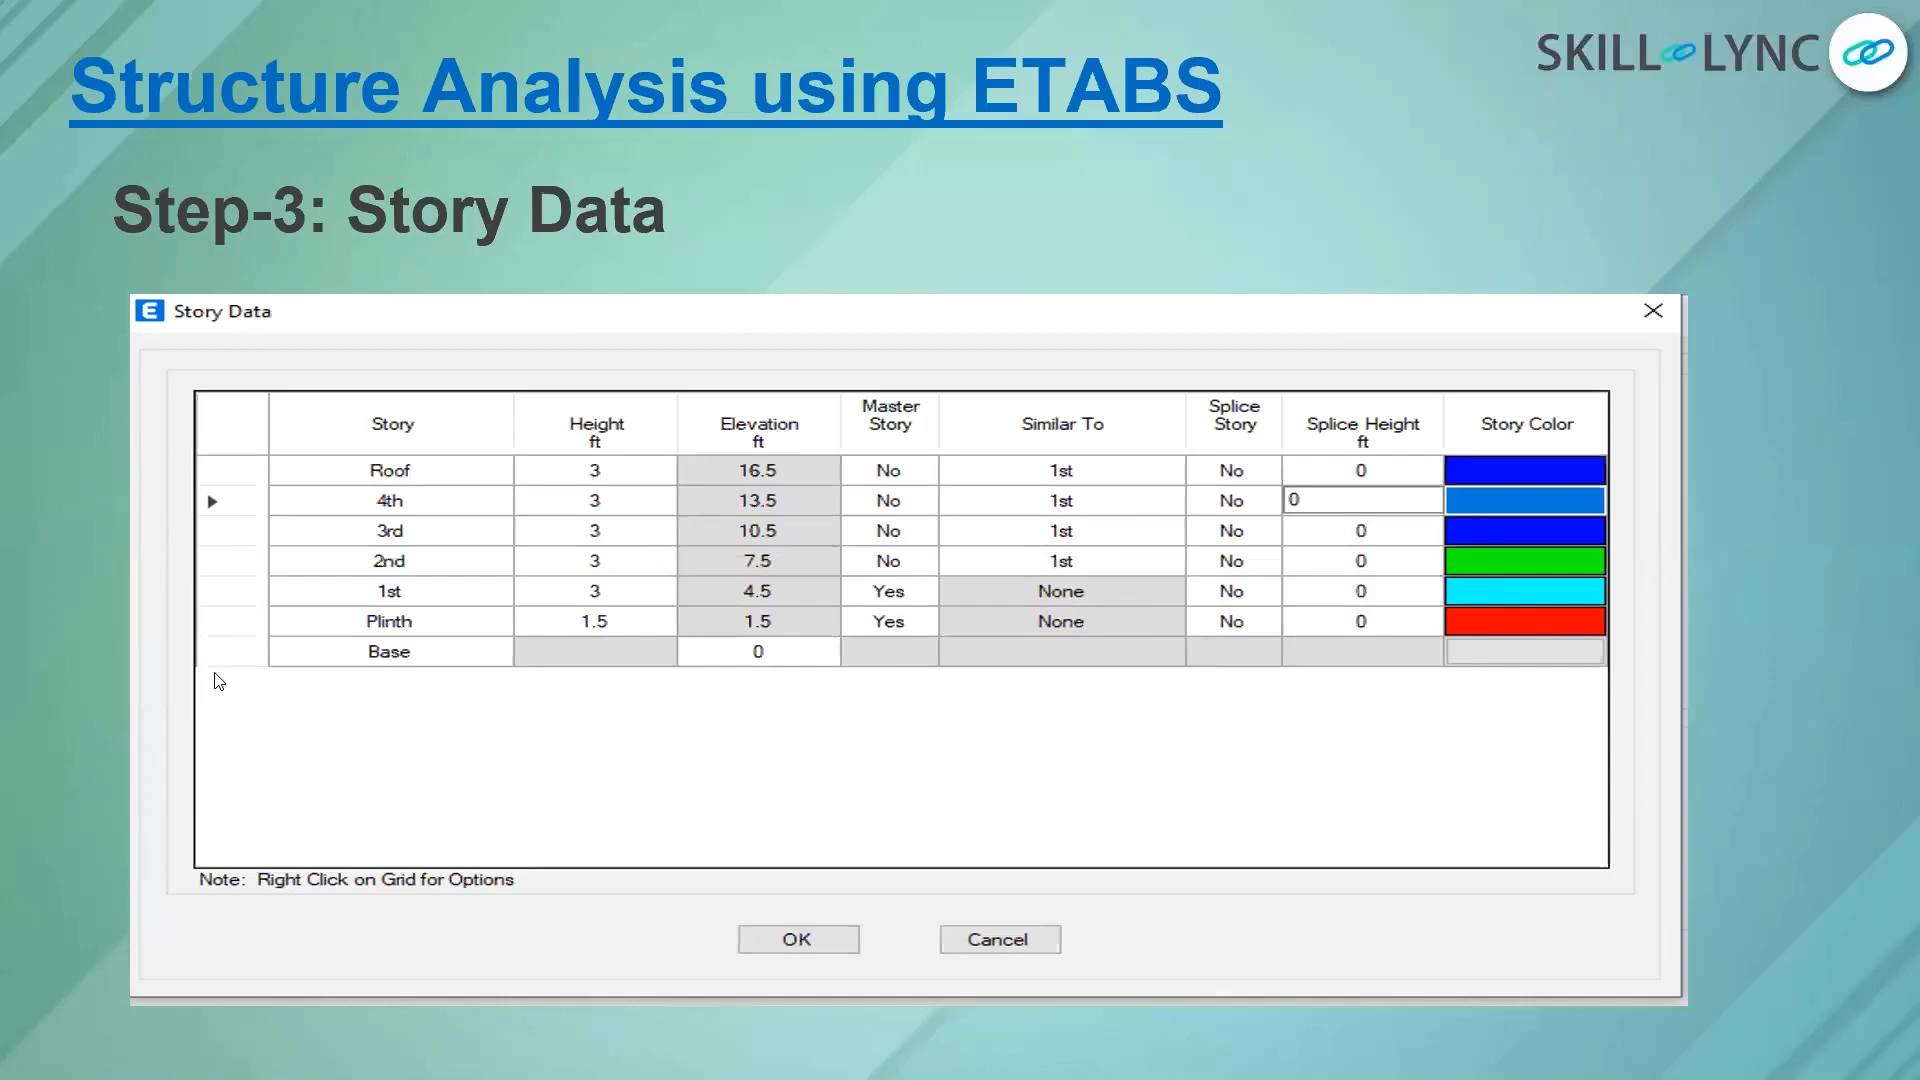 Structure Analysis using ETABS
SKILL LYNC
Step-3: Story Data
E Story Data
Story Height ft Elevation ft Master Story Similar To Splice Story Splice Height ft Story Color
Roof 3 16.5 No 1st No 0
4th 3 13.5 No 1st No 0
3rd 3 10.5 No 1st No 0
2nd 3 7.5 No 1st No 0
1st 3 4.5 Yes None No 0
Plinth 1.5 1.5 Yes None No 0
Base 0
Note: Right Click on Grid for Options
OK Cancel